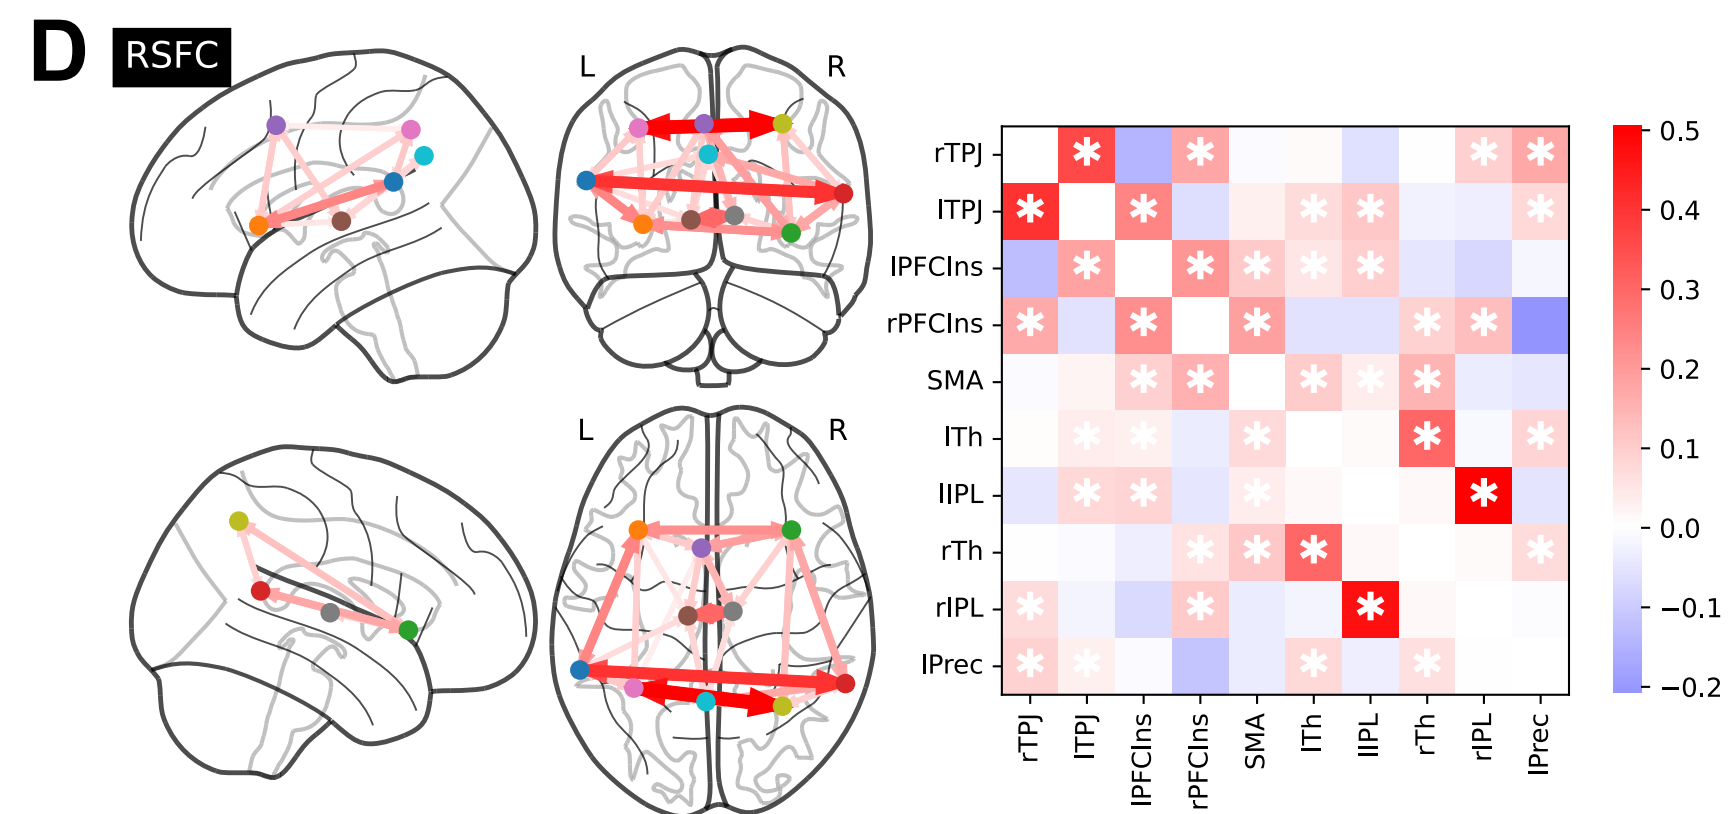 D RSFC
L R
L R
rTPJ
lTPJ
lPFCIns
rPFCIns
SMA
lTh
lIPL
rTh
rIPL
lPrec
rTPJ lTPJ lPFCIns rPFCIns SMA lTh lIPL rTh rIPL lPrec
0.5
0.4
0.3
0.2
0.1
0.0
−0.1
−0.2